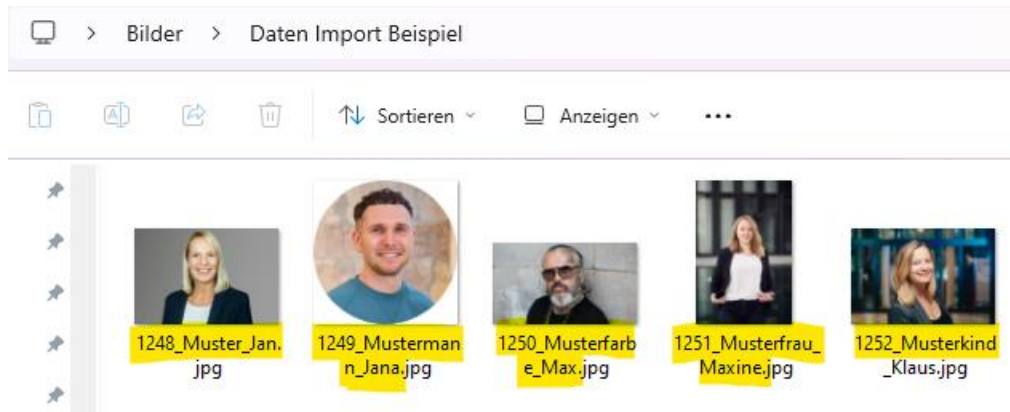 > Bilder > Daten Import Beispiel
Sortieren Anzeigen ...
1248_Muster_Jan.
jpg
1249_Musterman
n_Jana.jpg
1250_Musterfarb
e_Max.jpg
1251_Musterfrau_
Maxine.jpg
1252_Musterkind
_Klaus.jpg